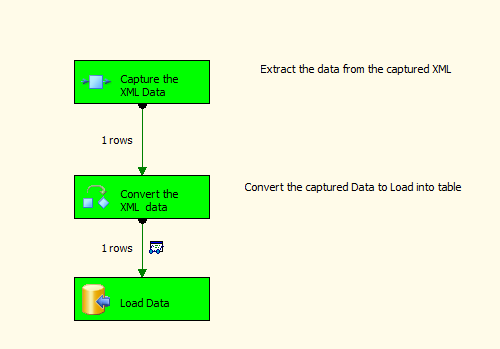 Capture the
XML Data
Extract the data from the captured XML
1 rows
Convert the
XML data
Convert the captured Data to Load into table
1 rows
Load Data